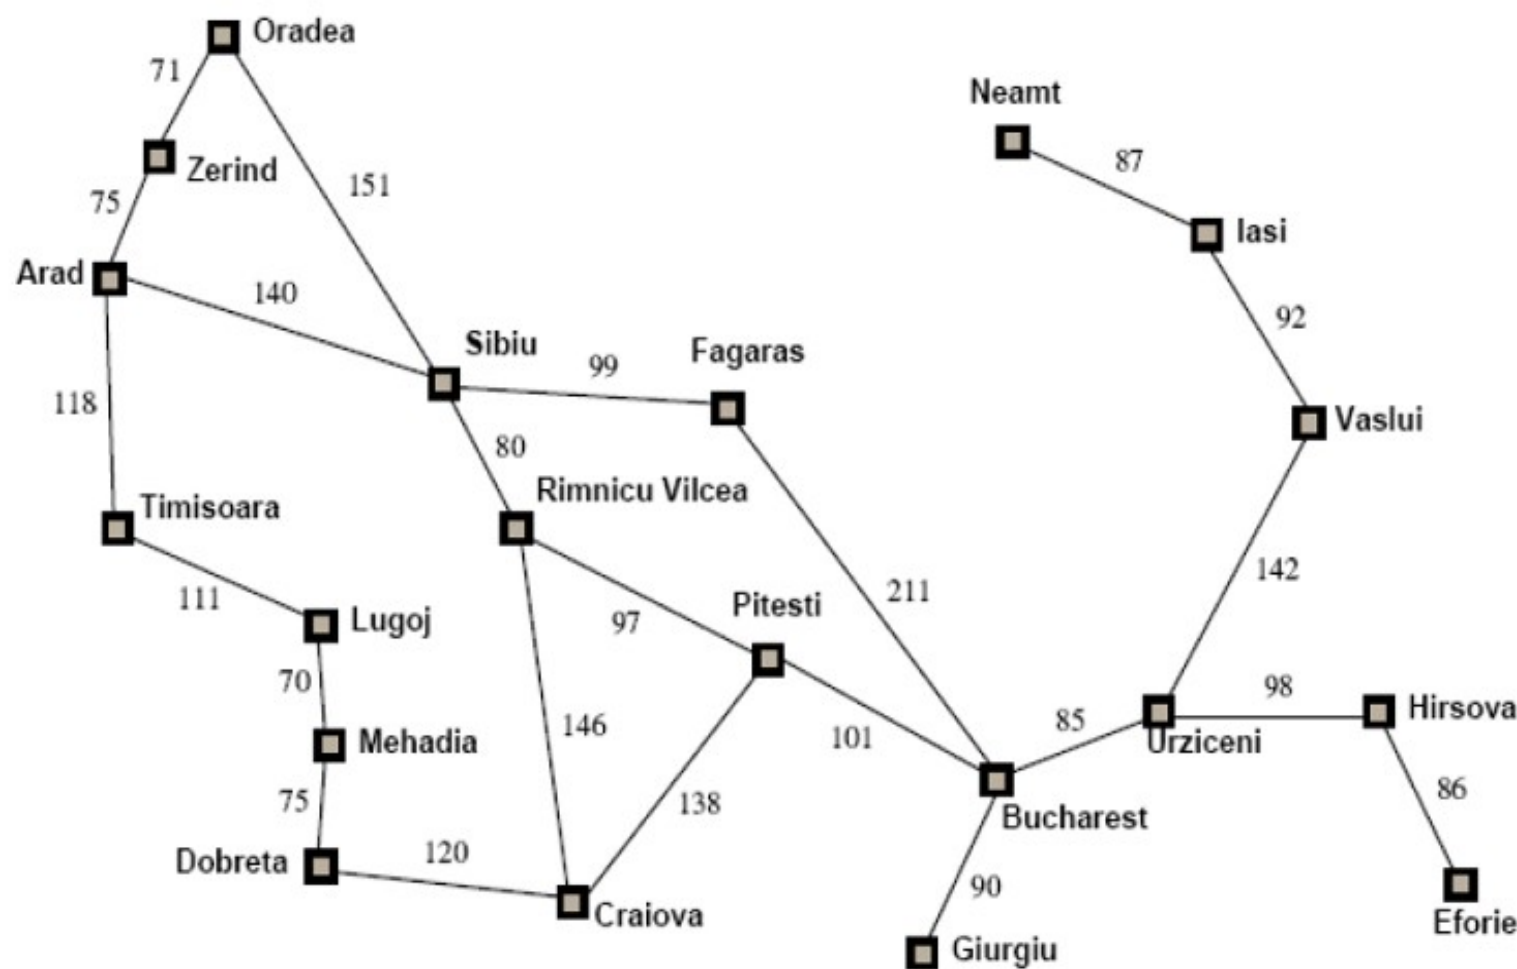 Oradea
71
Neamt
87
Zerind
151
75
Iasi
Arad
140
92
Sibiu
Fagaras
99
118
Vaslui
80
Rimnicu Vilcea
Timisoara
142
211
111
Pitesti
Lugoj
97
70
98
Hirsova
85
146
101
Urziceni
Mehadia
86
75
138
Bucharest
120
Dobreta
90
Craiova
Eforie
Giurgiu